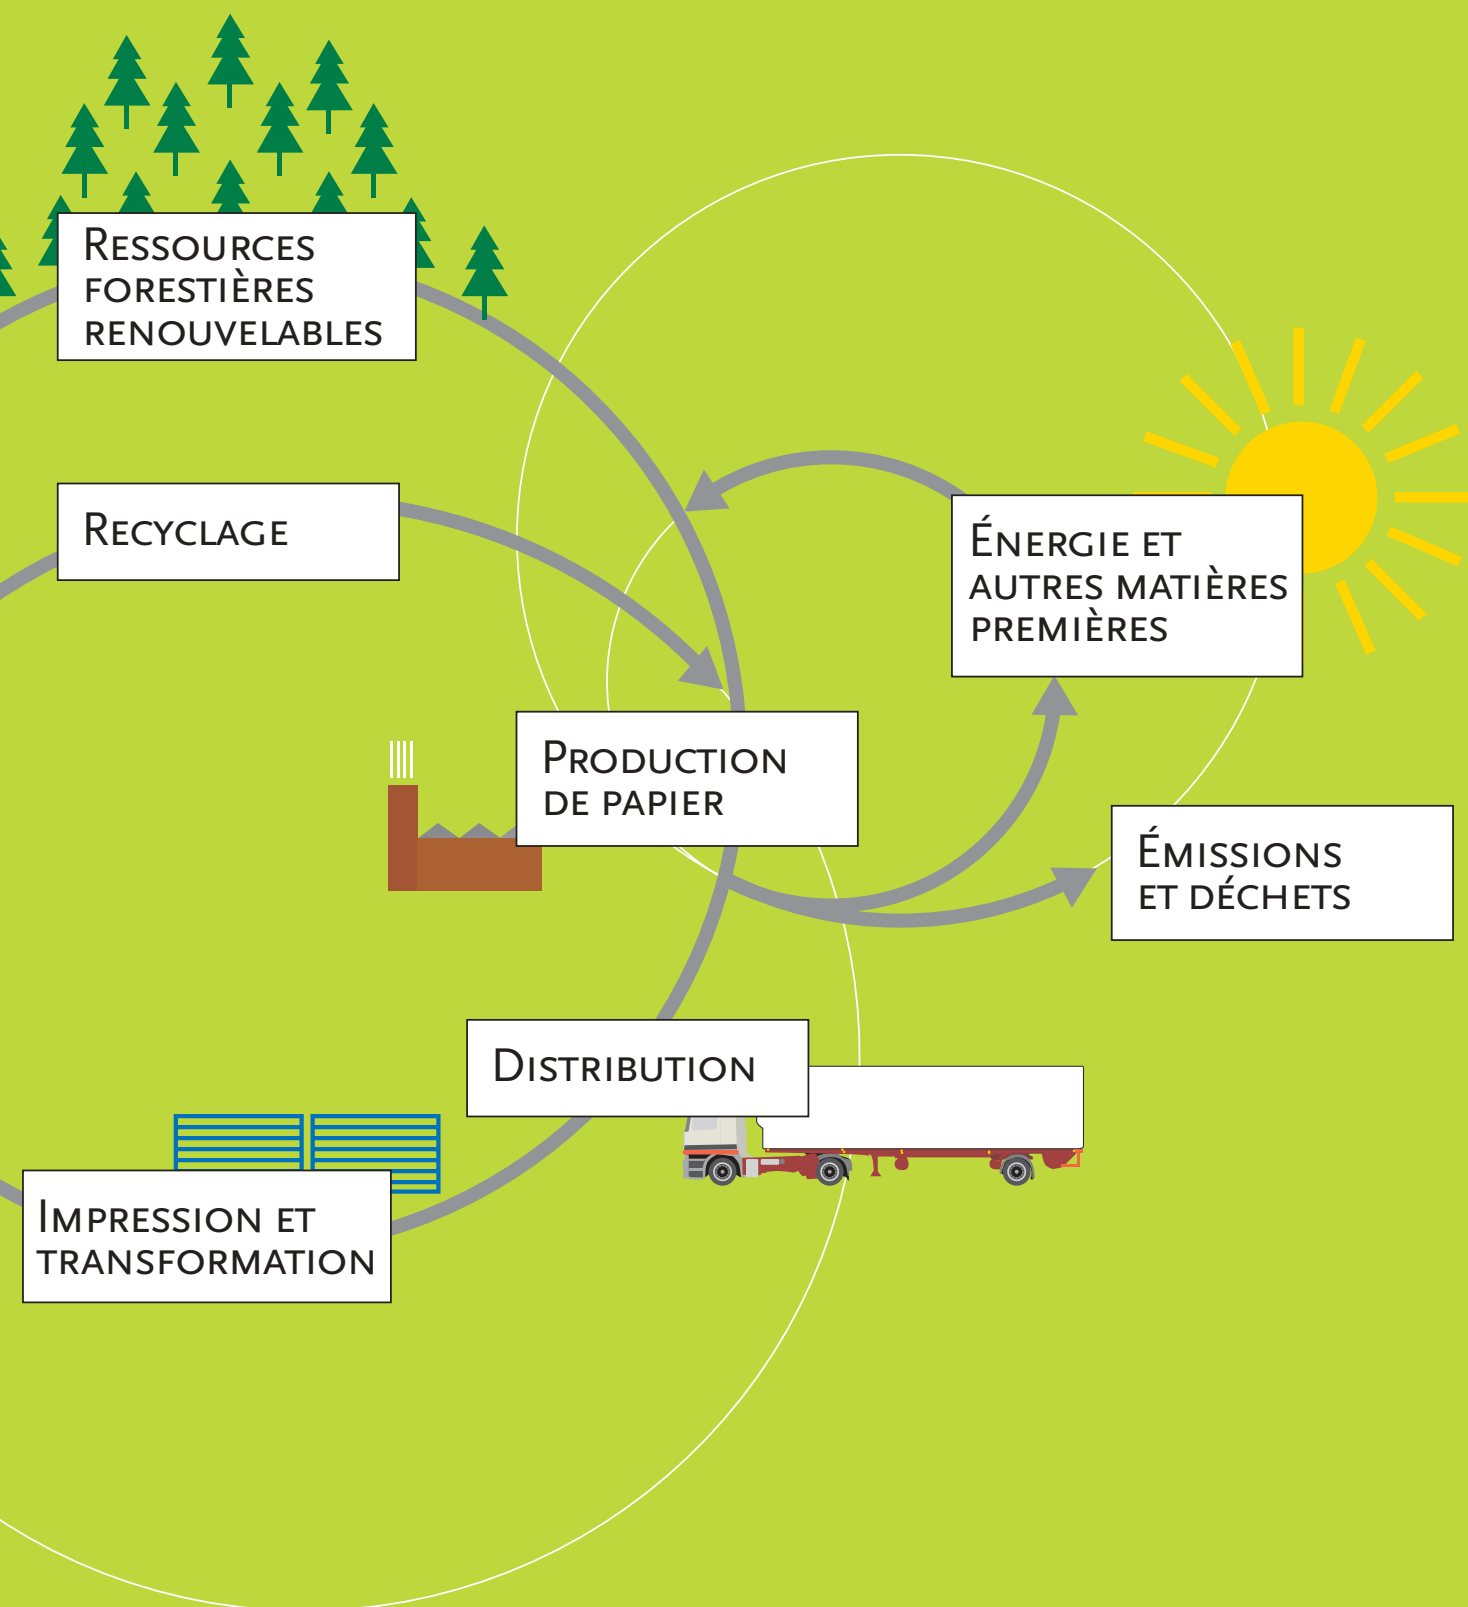 Ressources
forestières
renouvelables
Recyclage
Énergie et
autres matières
premières
Production
de papier
Émissions
et déchets
Distribution
Impression et
transformation